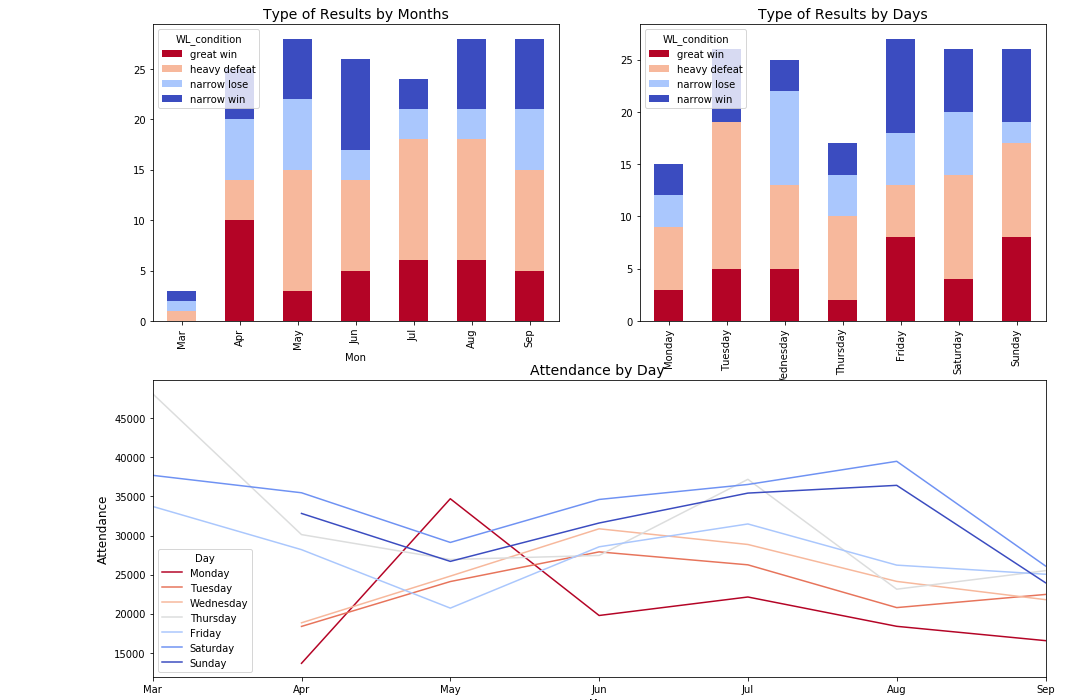 Type of Results by Months
WL_condition
great win
heavy defeat
narrow lose
narrow win
25
20
15
10
5
0
Mar
Apr
May
Jun
Jul
Aug
Sep
Mon
Type of Results by Days
WL_condition
great win
heavy defeat
narrow lose
narrow win
25
20
15
10
5
0
Monday
Tuesday
Thursday
Friday
Saturday
Sunday
Attendance by Day
Attendance
45000
40000
35000
30000
25000
20000
15000
Day
Monday
Tuesday
Wednesday
Thursday
Friday
Saturday
Sunday
Mar
Apr
May
Jun
Jul
Aug
Sep